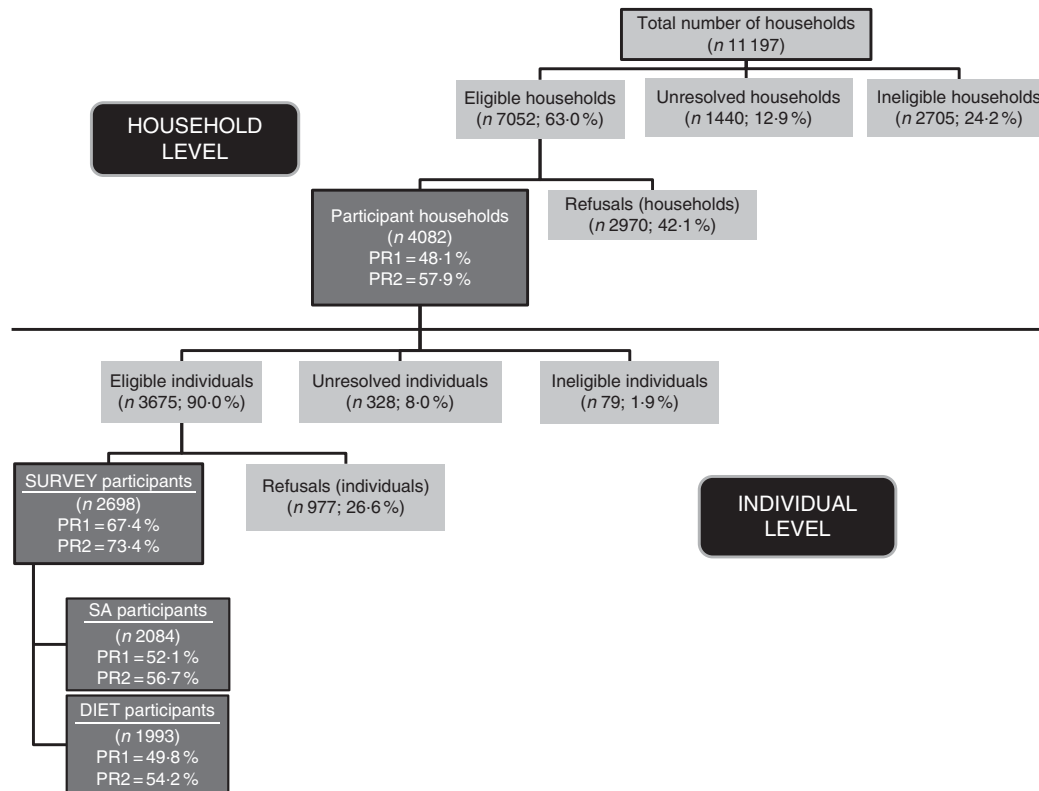 Total number of households
(n 11 197)
Eligible households
(n 7052; 63·0 %)
Unresolved households
(n 1440; 12·9 %)
Ineligible households
(n 2705; 24·2 %)
HOUSEHOLD
LEVEL
Participant households
(n 4082)
PR1 = 48·1 %
PR2 = 57·9 %
Refusals (households)
(n 2970; 42·1 %)
Eligible individuals
(n 3675; 90·0 %)
Unresolved individuals
(n 328; 8·0 %)
Ineligible individuals
(n 79; 1·9 %)
SURVEY participants
(n 2698)
PR1 = 67·4 %
PR2 = 73·4 %
Refusals (individuals)
(n 977; 26·6 %)
INDIVIDUAL
LEVEL
SA participants
(n 2084)
PR1 = 52·1 %
PR2 = 56·7 %
DIET participants
(n 1993)
PR1 = 49·8 %
PR2 = 54·2 %